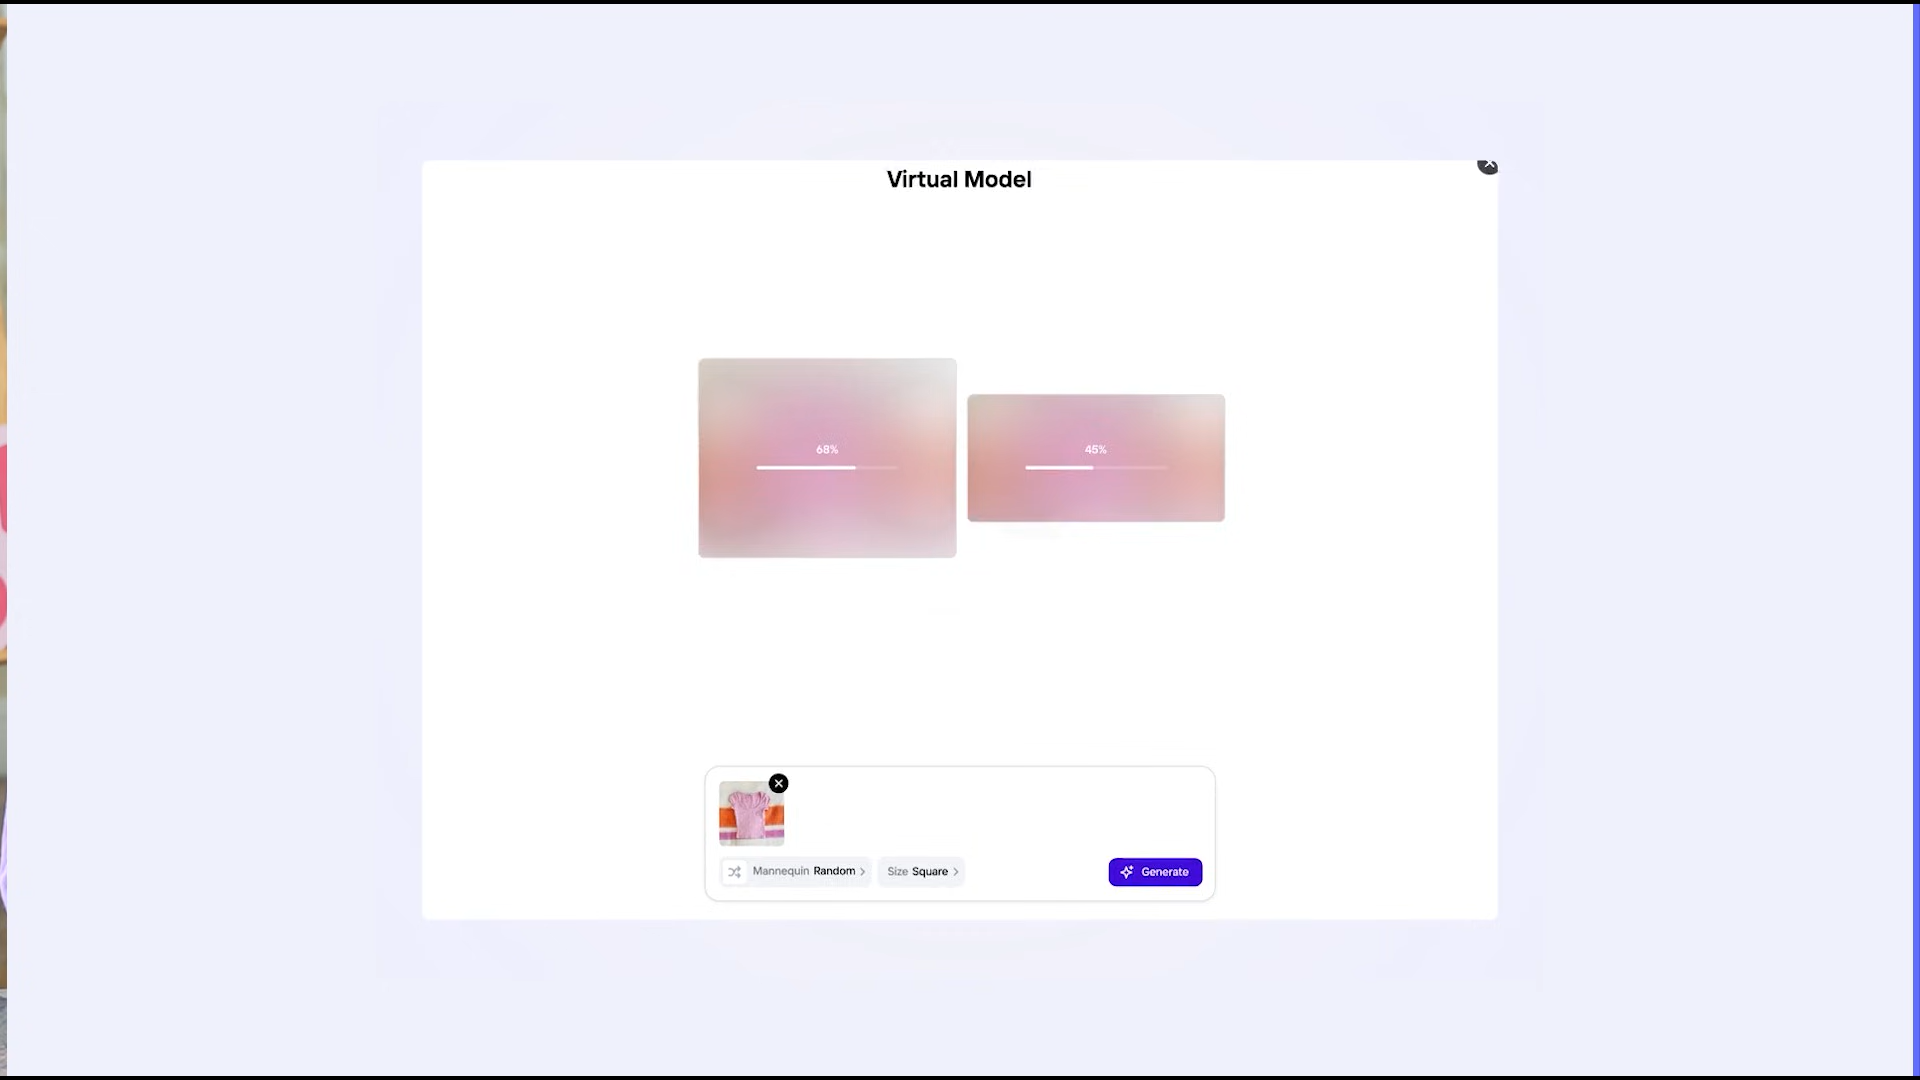 Virtual Model
68%
45%
Mannequin Random
Size Square
Generate